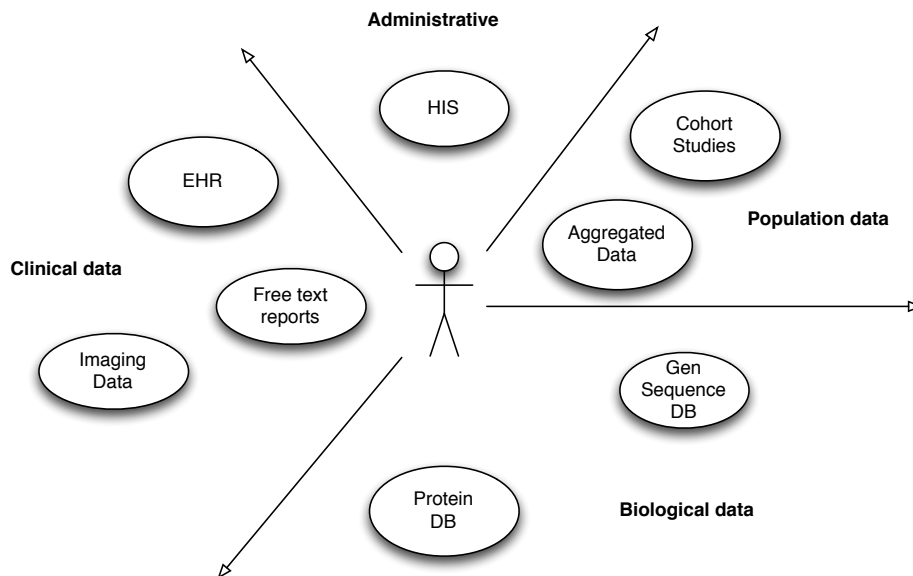 Administrative
HIS
Cohort
Studies
EHR
Aggregated
Data
Population data
Clinical data
Free text
reports
Imaging
Data
Gen
Sequence
DB
Protein
DB
Biological data